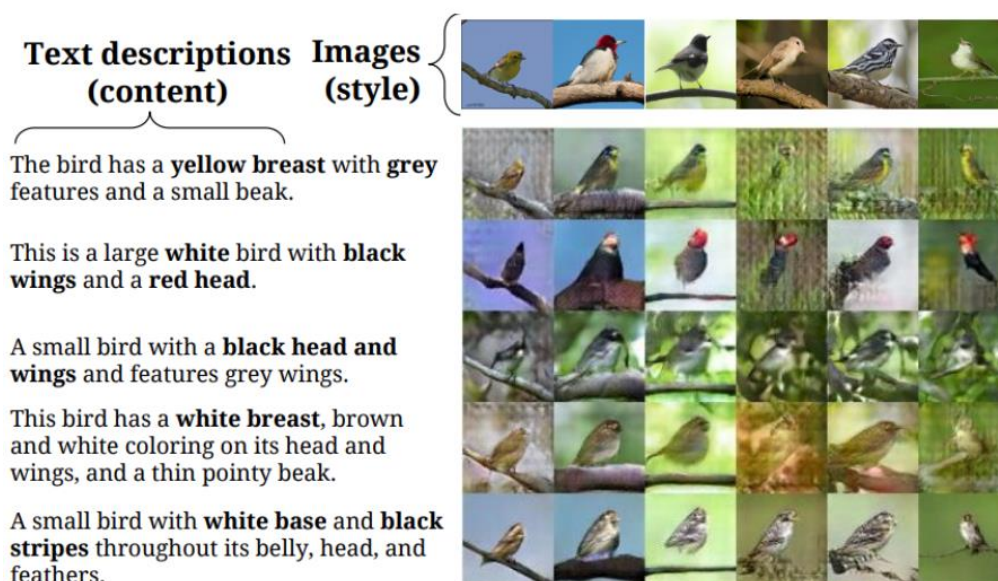 Text descriptions
(content)
Images
(style)
The bird has a yellow breast with grey
features and a small beak.
This is a large white bird with black
wings and a red head.
A small bird with a black head and
wings and features grey wings.
This bird has a white breast, brown
and white coloring on its head and
wings, and a thin pointy beak.
A small bird with white base and black
stripes throughout its belly, head, and
feathers.